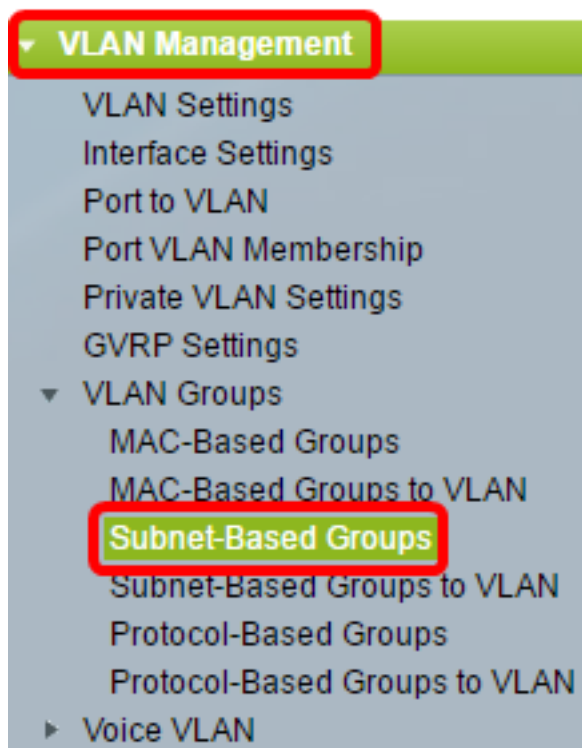 VLAN Management
VLAN Settings
Interface Settings
Port to VLAN
Port VLAN Membership
Private VLAN Settings
GVRP Settings
VLAN Groups
MAC-Based Groups
MAC-Based Groups to VLAN
Subnet-Based Groups
Subnet-Based Groups to VLAN
Protocol-Based Groups
Protocol-Based Groups to VLAN
Voice VLAN